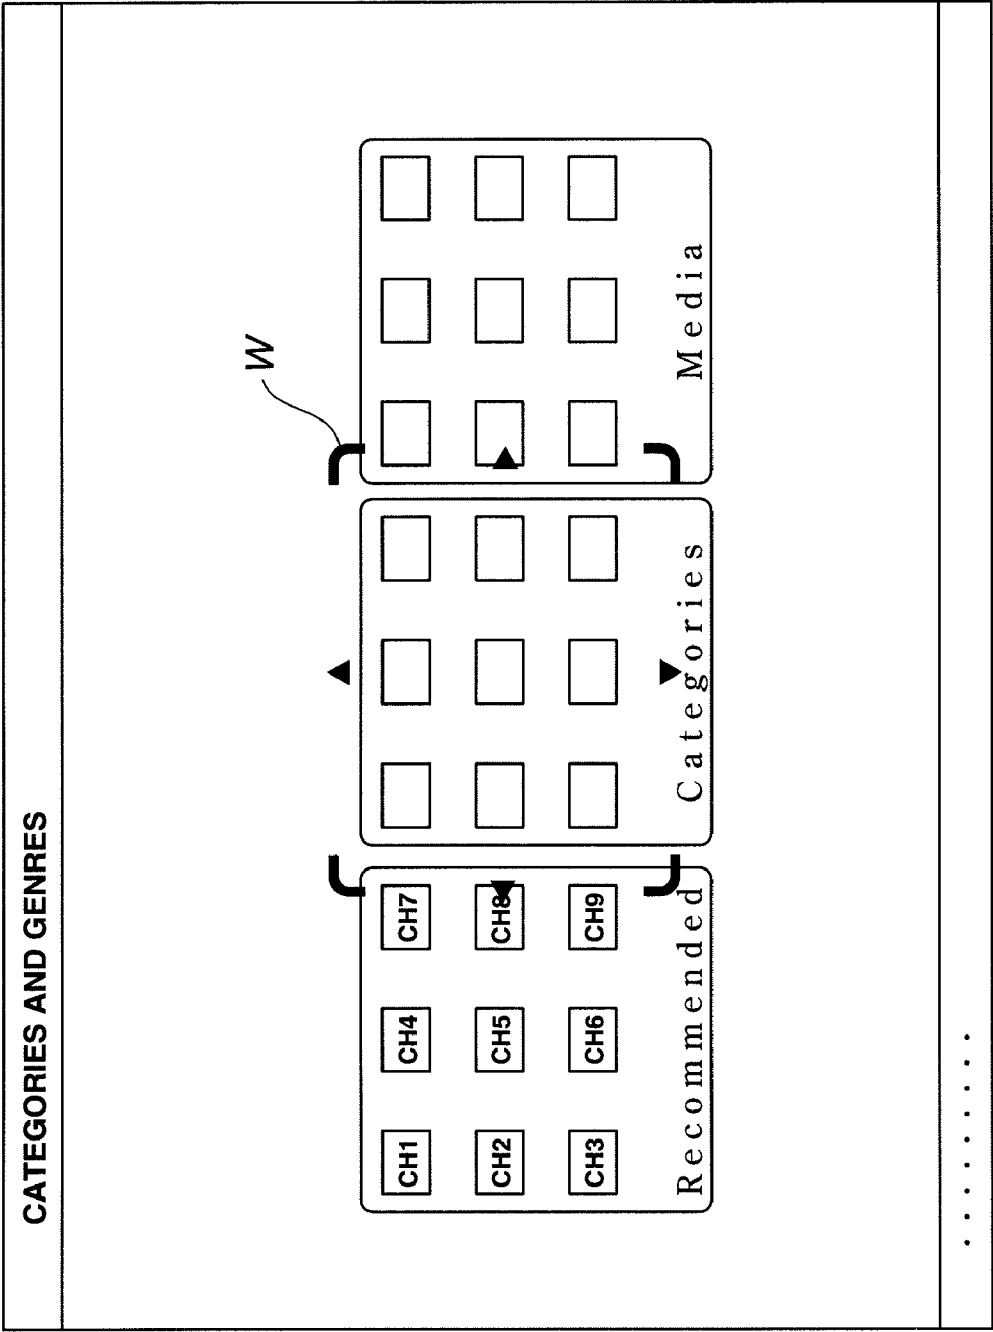 CATEGORIES AND GENRES
W
CH1 CH4 CH7
CH2 CH5 CH8
CH3 CH6 CH9
Recommended Categories Media
. . . . . . . . .